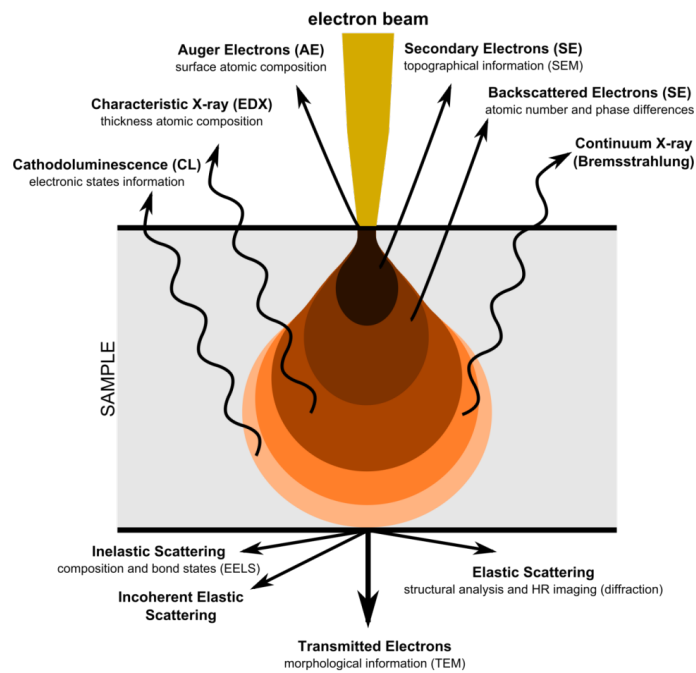 electron beam
Auger Electrons (AE)
surface atomic composition
Secondary Electrons (SE)
topographical information (SEM)
Characteristic X-ray (EDX)
thickness atomic composition
Backscattered Electrons (SE)
atomic number and phase differences
Cathodoluminescence (CL)
electronic states information
Continuum X-ray
(Bremsstrahlung)
SAMPLE
Inelastic Scattering
composition and bond states (EELS)
Incoherent Elastic
Scattering
Elastic Scattering
structural analysis and HR imaging (diffraction)
Transmitted Electrons
morphological information (TEM)